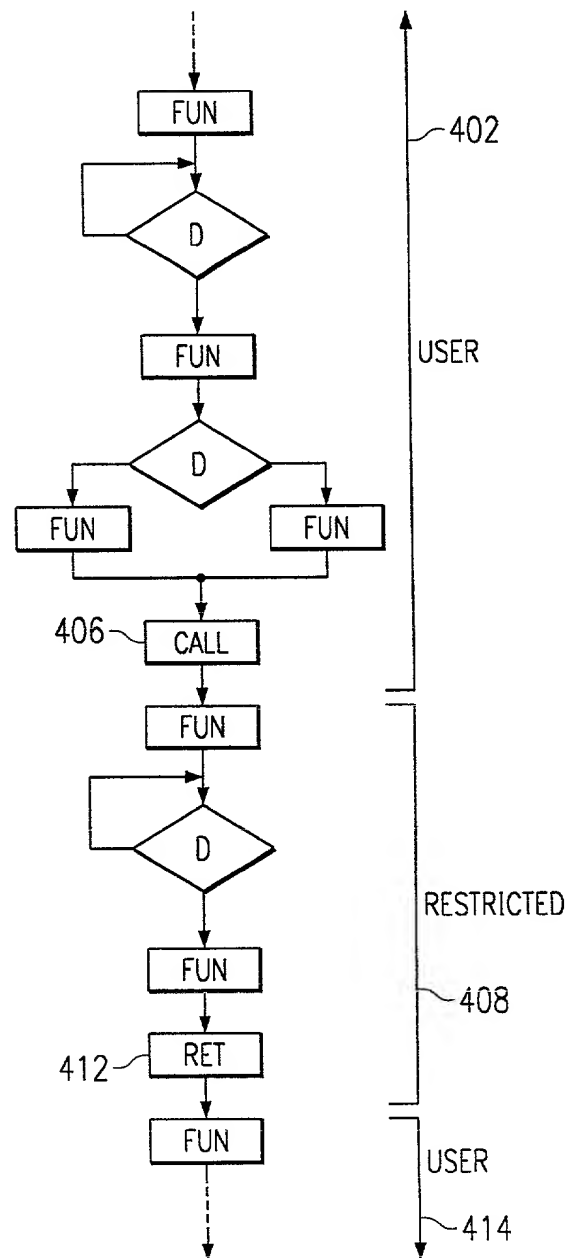 FUN
402
D
FUN
USER
D
FUN
FUN
406
CALL
FUN
D
RESTRICTED
FUN
408
412
RET
FUN
USER
414